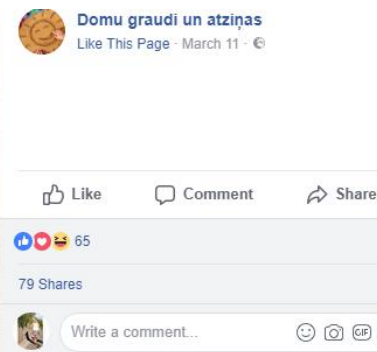 Domu graudi un atziņas
Like This Page · March 11 ·
Like Comment Share
65
79 Shares
Write a comment... GIF